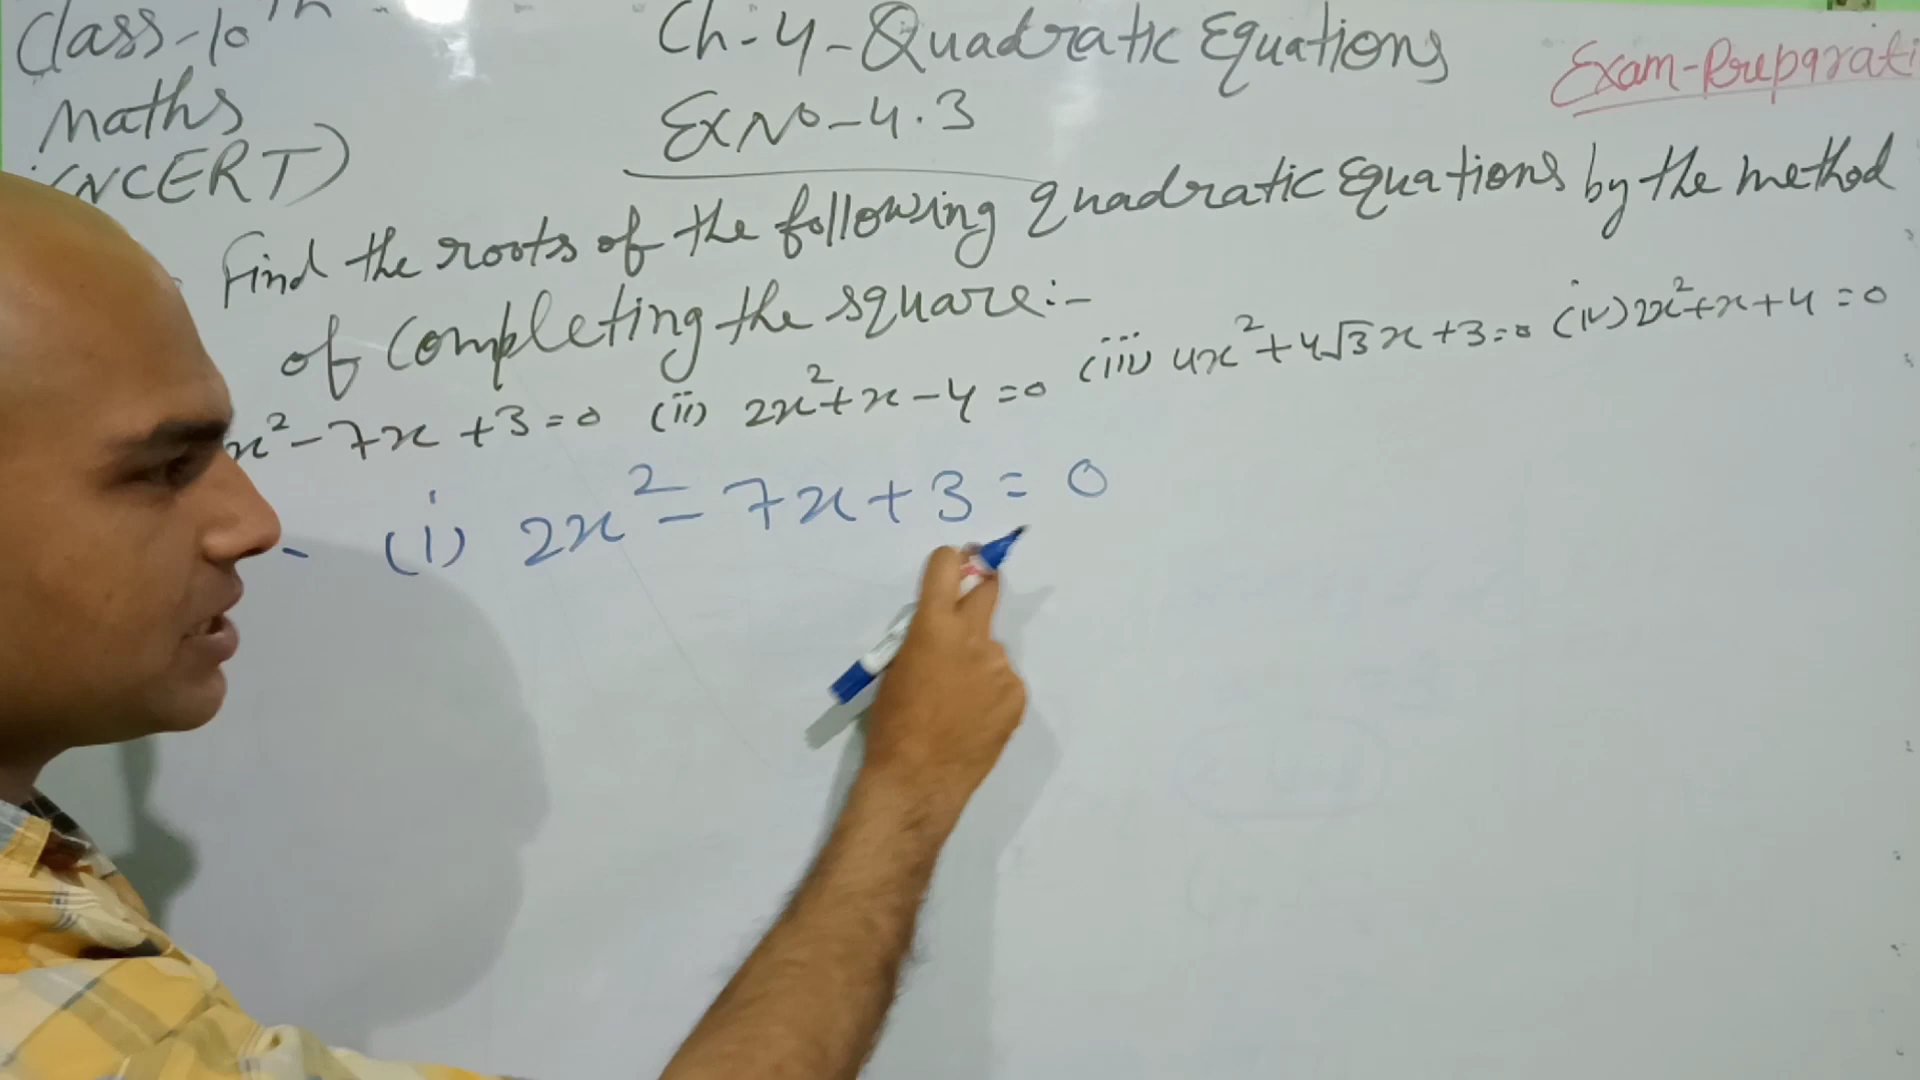 Class-10th
Maths
(NCERT)
Ch-4-Quadratic Equations
Ex No-4.3
Exam-Preparati
Find the roots of the following quadratic Equations by the method
of completing the square:-
x²-7x+3=0 (ii) 2x²+x-4=0 (iii) 4x²+4√3x+3=0 (iv) 2x²+x+4=0
- (i) 2x²-7x+3=0